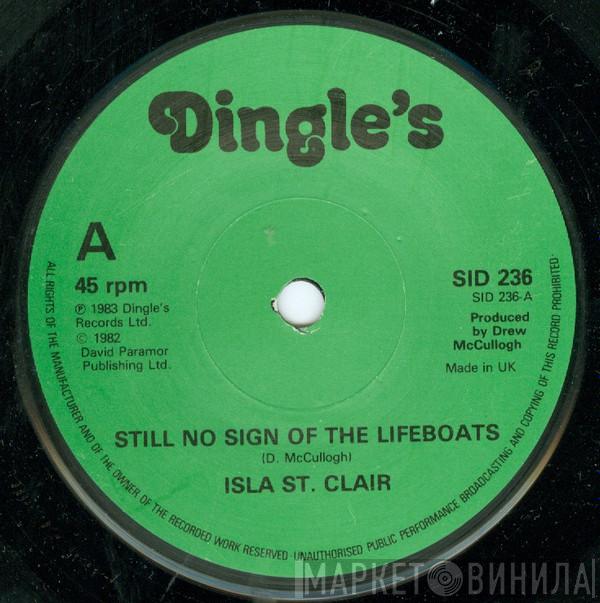 Dingle's
A
45 rpm
℗ 1983 Dingle's
Records Ltd.
© 1982
David Paramor
Publishing Ltd.
SID 236
SID 236-A
Produced
by Drew
McCullogh
Made in UK
STILL NO SIGN OF THE LIFEBOATS
(D. McCullogh)
ISLA ST. CLAIR
ALL RIGHTS OF THE MANUFACTURER AND OF THE OWNER OF THE RECORDED WORK RESERVED · UNAUTHORISED PUBLIC PERFORMANCE BROADCASTING AND COPYING OF THIS RECORD PROHIBITED·
МАРКЕТ ВИНИЛА